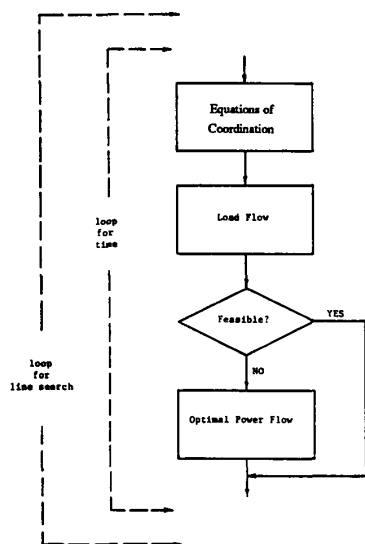 Equations of
Coordination
Load Flow
loop
for
time
Feasible?
YES
NO
loop
for
line search
Optimal Power Flow